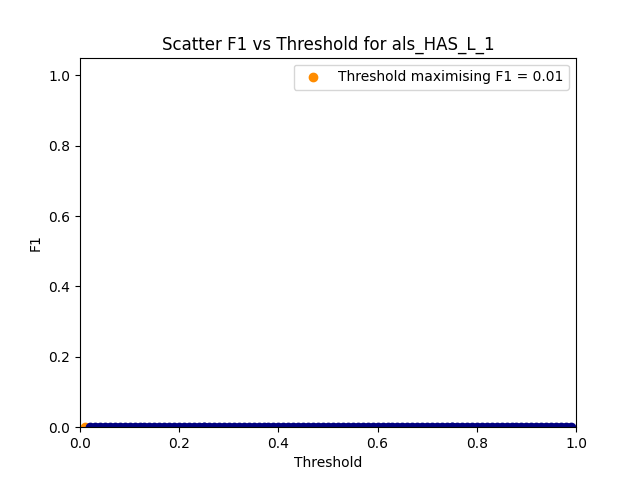 Scatter F1 vs Threshold for als_HAS_L_1
Threshold maximising F1 = 0.01
1.0
0.8
0.6
0.4
0.2
0.0
F1
0.0 0.2 0.4 0.6 0.8 1.0
Threshold